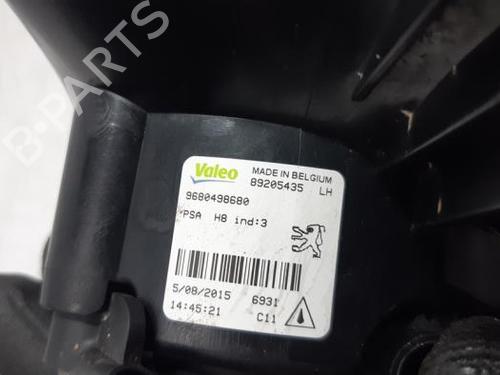 B-PARTS
Valeo MADE IN BELGIUM
89205435 LH
9680498680
PSA H8 ind:3
5/08/2015 6931
14:45:21 C11